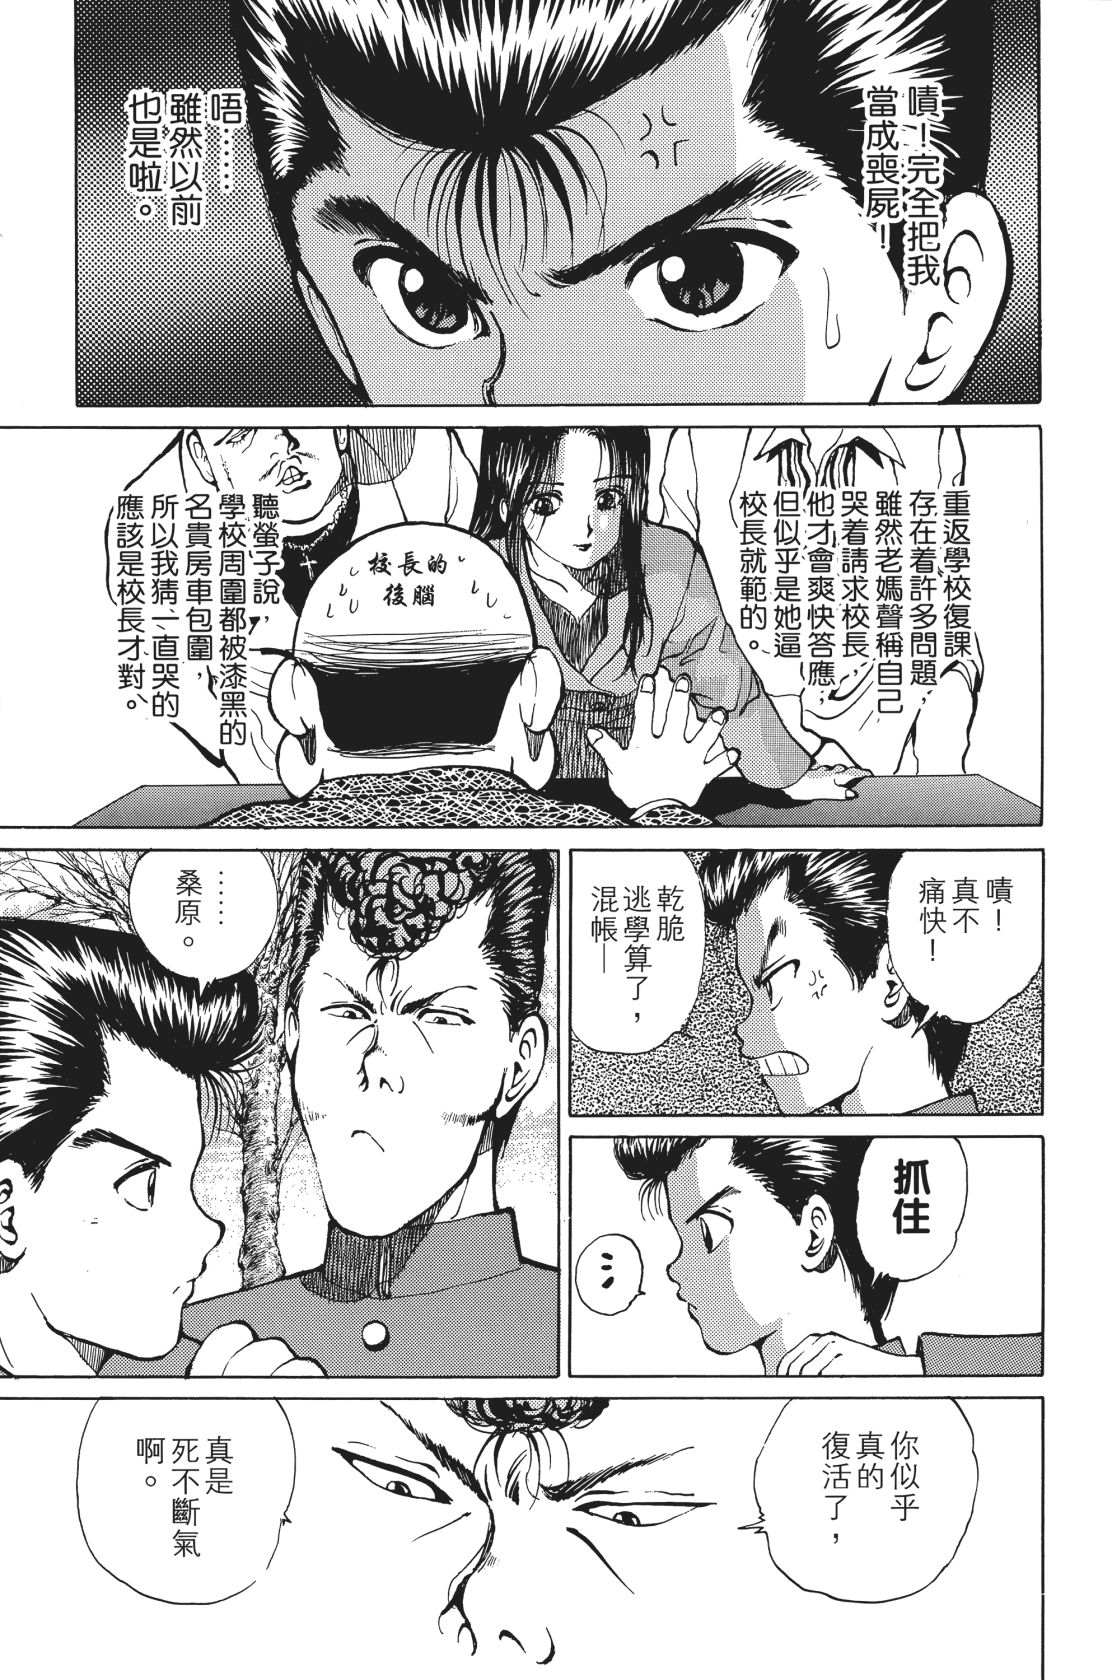 嘖！完全把我
當成喪屍！
唔……
雖然以前
也是啦。
重返學校復課
存在着許多問題，
雖然老媽聲稱自己
哭着請求校長，
他才會爽快答應，
但似乎是她逼
校長就範的。
校長的
後腦
聽螢子說，
學校周圍都被漆黑的
名貴房車包圍，
所以我猜一直哭的
應該是校長才對。
嘖！
真不
痛快！
乾脆
逃學算了，
混帳—
抓住
……
桑原。
你似乎
真的
復活了，
真是
死不斷氣
啊。